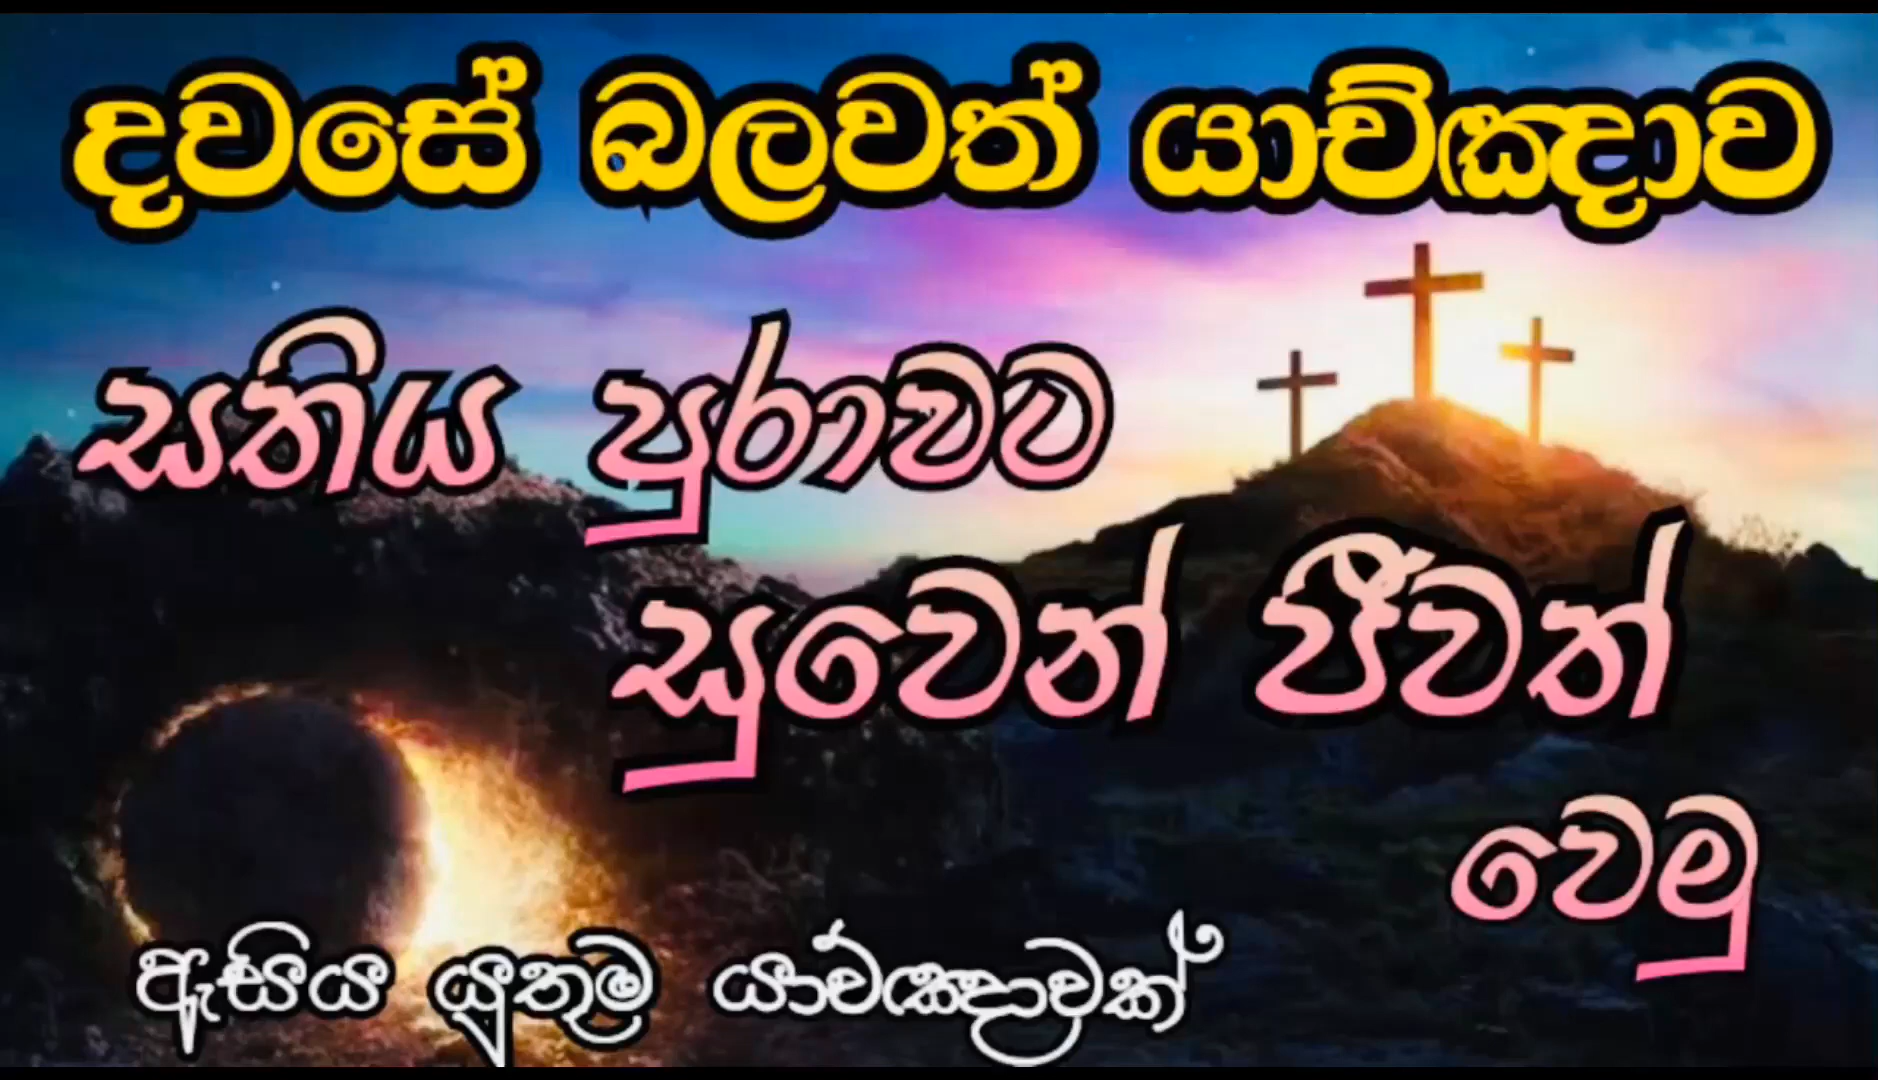 දවසේ බලවත් යාච්ඤාව
සතිය පුරාවට
සුවෙන් ජීවත්
වෙමු
ඇසිය යුතුම යාච්ඤාවක්